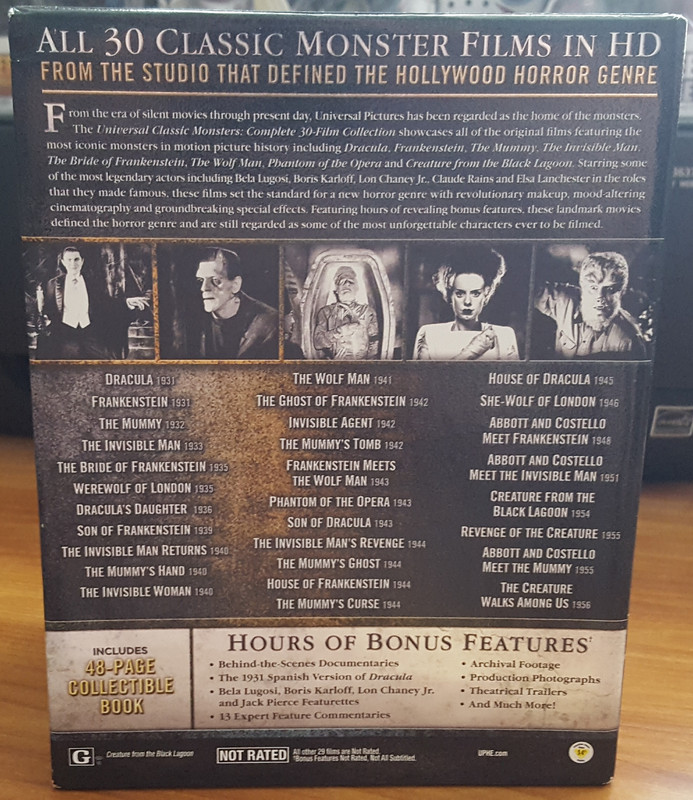 ALL 30 CLASSIC MONSTER FILMS IN HD
FROM THE STUDIO THAT DEFINED THE HOLLYWOOD HORROR GENRE
From the era of silent movies through present day, Universal Pictures has been regarded as the home of the monsters.
The Universal Classic Monsters: Complete 30-Film Collection showcases all of the original films featuring the
most iconic monsters in motion picture history including Dracula, Frankenstein, The Mummy, The Invisible Man,
The Bride of Frankenstein, The Wolf Man, Phantom of the Opera and Creature from the Black Lagoon. Starring some
of the most legendary actors including Bela Lugosi, Boris Karloff, Lon Chaney Jr., Claude Rains and Elsa Lanchester in the roles
that they made famous, these films set the standard for a new horror genre with revolutionary makeup, mood-altering
cinematography and groundbreaking special effects. Featuring hours of revealing bonus features, these landmark movies
defined the horror genre and are still regarded as some of the most unforgettable characters ever to be filmed.
DRACULA 1931
FRANKENSTEIN 1931
THE MUMMY 1932
THE INVISIBLE MAN 1933
THE BRIDE OF FRANKENSTEIN 1935
WEREWOLF OF LONDON 1935
DRACULA'S DAUGHTER 1936
SON OF FRANKENSTEIN 1939
THE INVISIBLE MAN RETURNS 1940
THE MUMMY'S HAND 1940
THE INVISIBLE WOMAN 1940
THE WOLF MAN 1941
THE GHOST OF FRANKENSTEIN 1942
INVISIBLE AGENT 1942
THE MUMMY'S TOMB 1942
FRANKENSTEIN MEETS
THE WOLF MAN 1943
PHANTOM OF THE OPERA 1943
SON OF DRACULA 1943
THE INVISIBLE MAN'S REVENGE 1944
THE MUMMY'S GHOST 1944
HOUSE OF FRANKENSTEIN 1944
THE MUMMY'S CURSE 1944
HOUSE OF DRACULA 1945
SHE-WOLF OF LONDON 1946
ABBOTT AND COSTELLO
MEET FRANKENSTEIN 1948
ABBOTT AND COSTELLO
MEET THE INVISIBLE MAN 1951
CREATURE FROM THE
BLACK LAGOON 1954
REVENGE OF THE CREATURE 1955
ABBOTT AND COSTELLO
MEET THE MUMMY 1955
THE CREATURE
WALKS AMONG US 1956
INCLUDES
48-PAGE
COLLECTIBLE
BOOK
HOURS OF BONUS FEATURES†
• Behind-the-Scenes Documentaries
• The 1931 Spanish Version of Dracula
• Bela Lugosi, Boris Karloff, Lon Chaney Jr.
and Jack Pierce Featurettes
• 13 Expert Feature Commentaries
• Archival Footage
• Production Photographs
• Theatrical Trailers
• And Much More!
G Creature from the Black Lagoon
NOT RATED
All other 29 films are Not Rated.
†Bonus Features Not Rated, Not All Subtitled.
UPHE.com